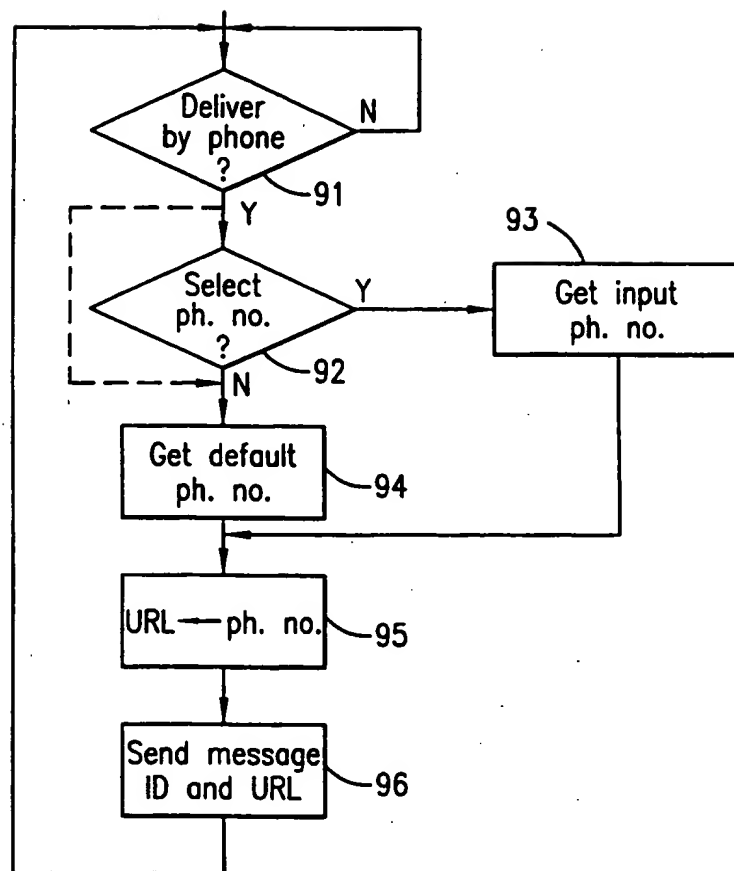 Deliver
by phone
?
N
91
Y
Select
ph. no.
?
Y
92
N
93
Get input
ph. no.
Get default
ph. no.
94
URL ← ph. no.
95
Send message
ID and URL
96